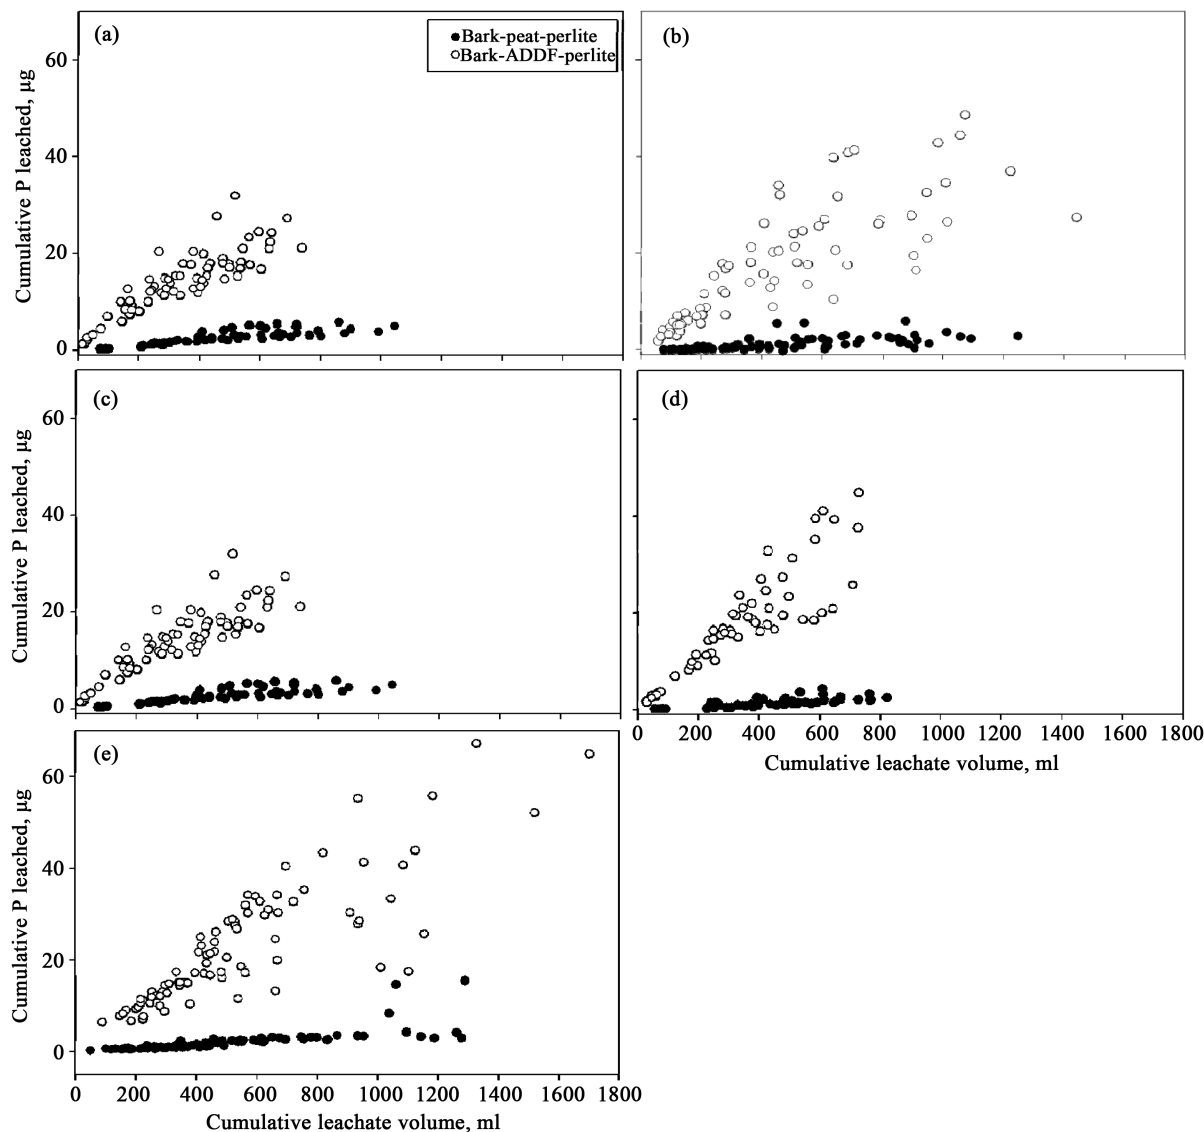 (a)
Bark-peat-perlite
Bark-ADDF-perlite
(b)
60
40
20
0
Cumulative P leached, µg
(c)
(d)
60
40
20
0
Cumulative P leached, µg
0 200 400 600 800 1000 1200 1400 1600 1800
Cumulative leachate volume, ml
(e)
60
40
20
0
Cumulative P leached, µg
0 200 400 600 800 1000 1200 1400 1600 1800
Cumulative leachate volume, ml